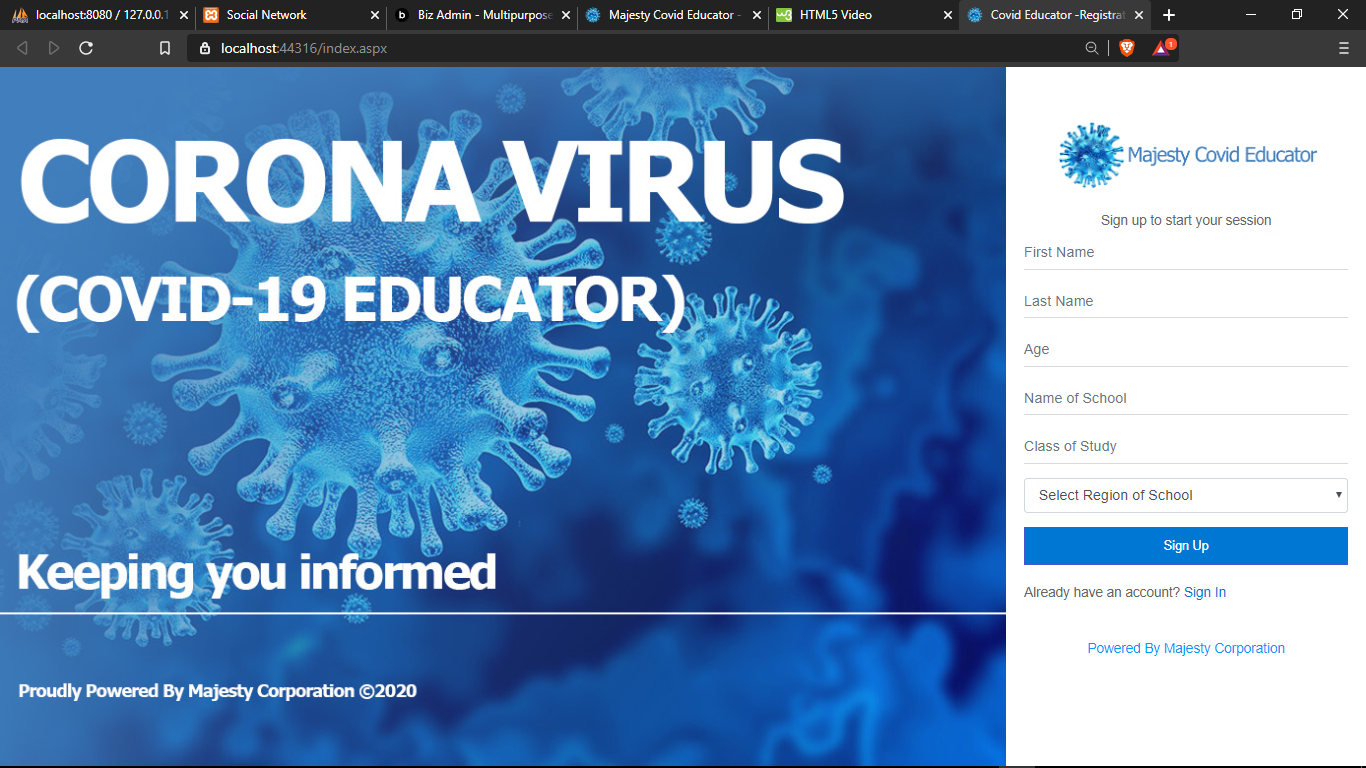 localhost:8080 / 127.0.0.1
Social Network
Biz Admin - Multipurpose
Majesty Covid Educator -
HTML5 Video
Covid Educator -Registrat
localhost:44316/index.aspx
1
CORONA VIRUS
(COVID-19 EDUCATOR)
Keeping you informed
Proudly Powered By Majesty Corporation ©2020
Majesty Covid Educator
Sign up to start your session
First Name
Last Name
Age
Name of School
Class of Study
Select Region of School
Sign Up
Already have an account? Sign In
Powered By Majesty Corporation